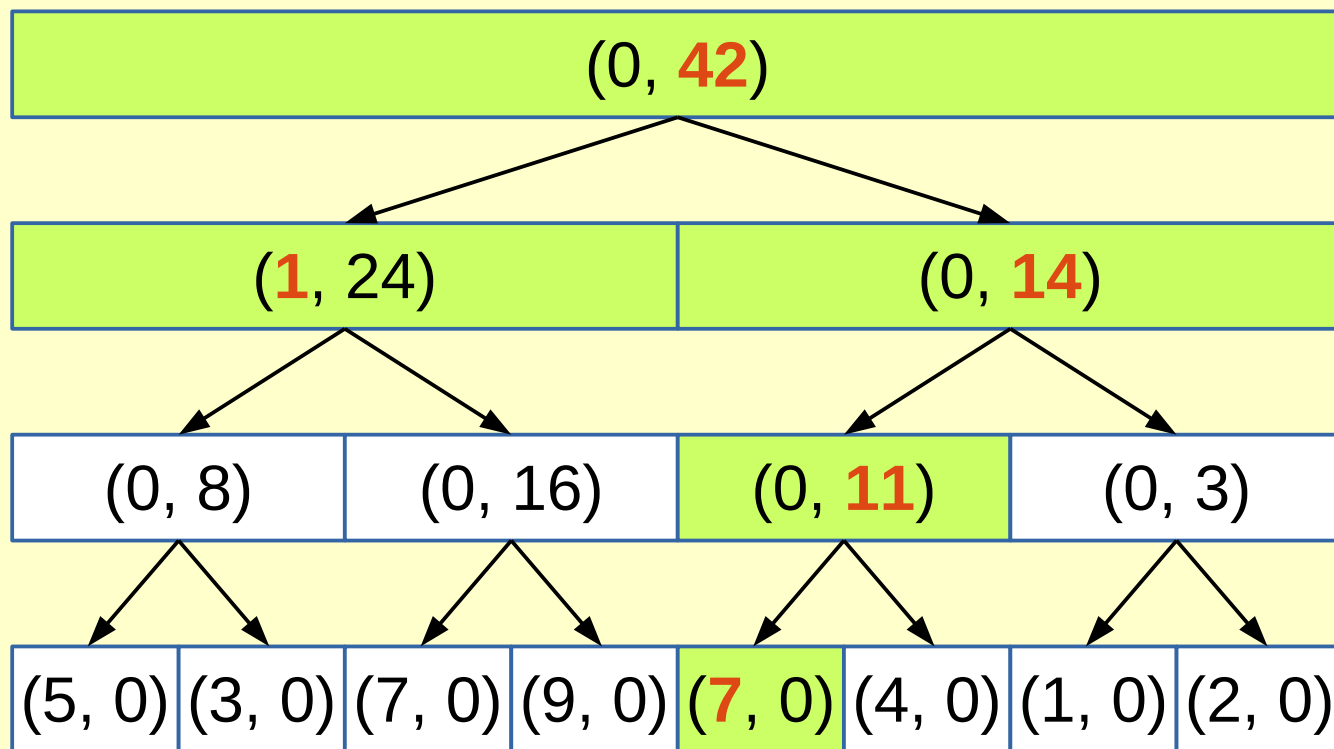 (0, 42)
(1, 24) (0, 14)
(0, 8) (0, 16) (0, 11) (0, 3)
(5, 0) (3, 0) (7, 0) (9, 0) (7, 0) (4, 0) (1, 0) (2, 0)